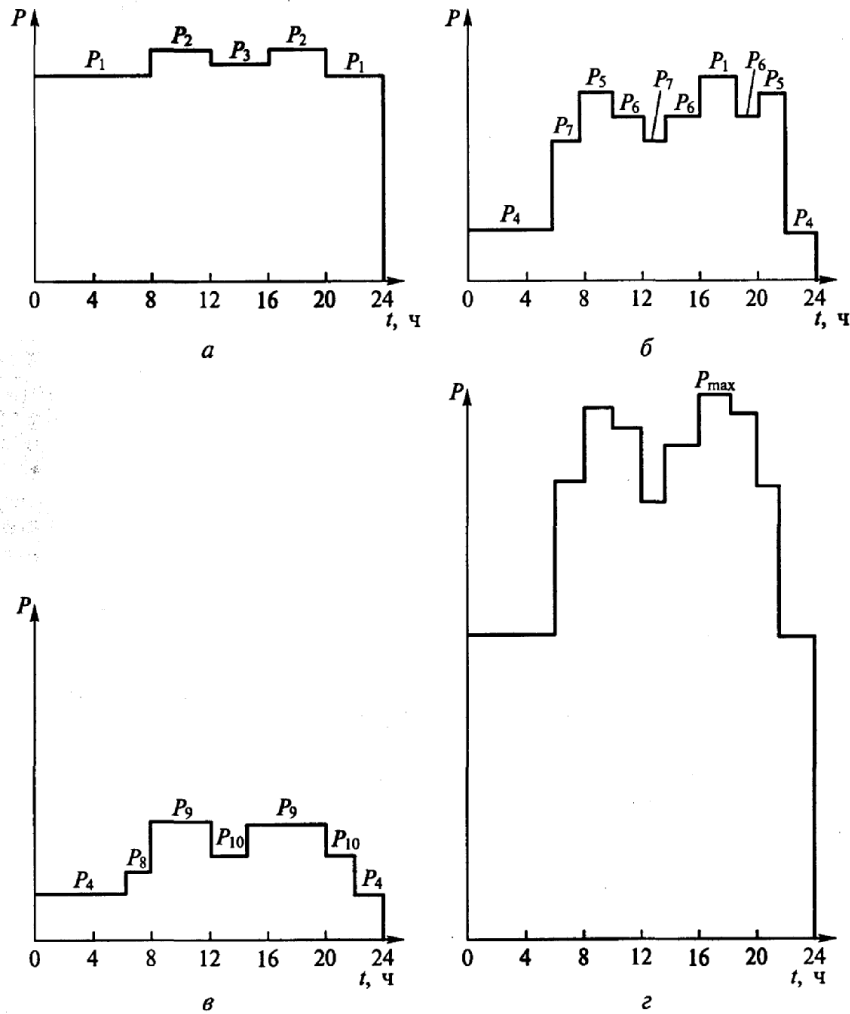 P
P₁ P₂ P₃ P₂ P₁
0 4 8 12 16 20 24
t, ч
а
P
P₄ P₇ P₅ P₆ P₇ P₆ P₁ P₆ P₅ P₄
0 4 8 12 16 20 24
t, ч
б
P
P₄ P₈ P₉ P₁₀ P₉ P₁₀ P₄
0 4 8 12 16 20 24
t, ч
в
P
Pmax
0 4 8 12 16 20 24
t, ч
г